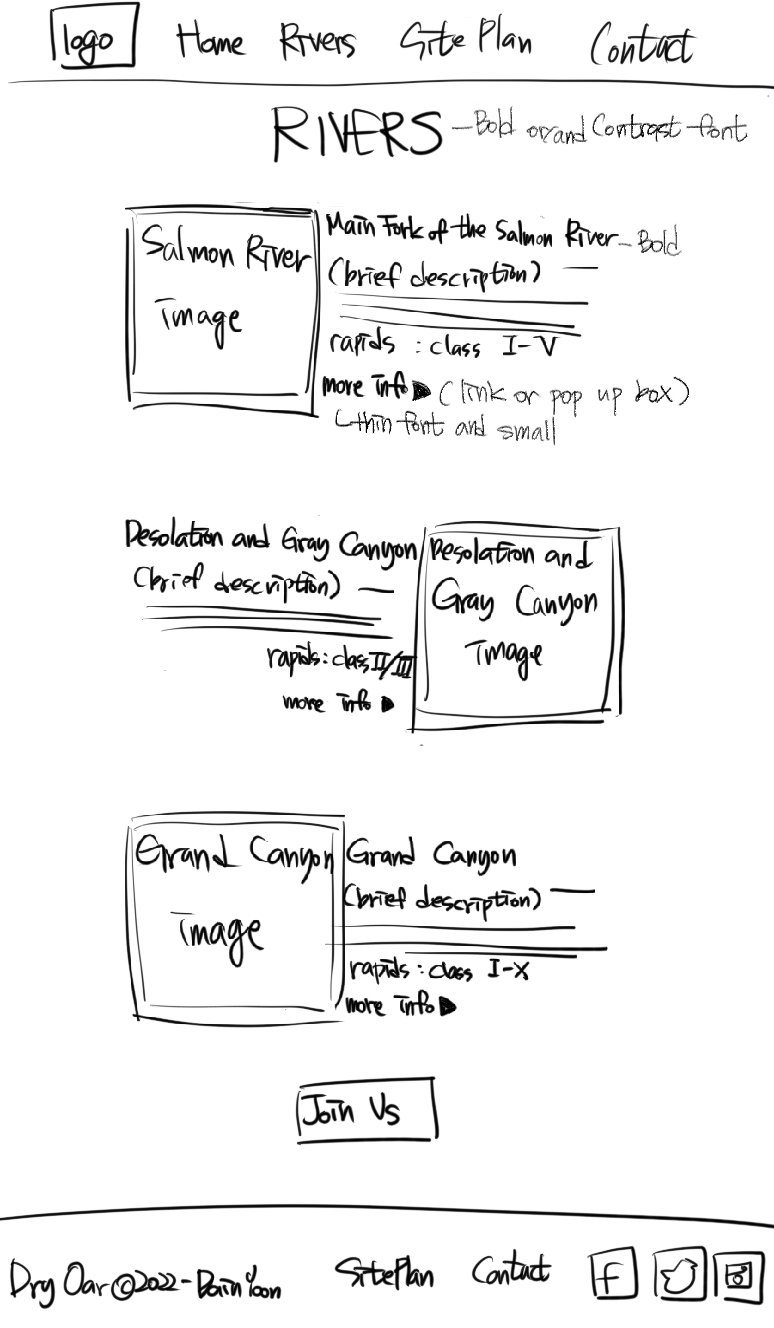 logo Home Rivers Site Plan Contact
RIVERS - Bold or and Contrast font
Salmon River
Image
Main Fork of the Salmon River - Bold
(brief description)
rapids : class I-V
more info ▶ (link or pop up box)
thin font and small
Desolation and Gray Canyon
(brief description)
rapids : class II/III
more info ▶
Desolation and
Gray Canyon
Image
Grand Canyon
Image
Grand Canyon
(brief description)
rapids : class I-X
more info ▶
Join Us
Dry Oar ©2022 - Dain Yoon Site Plan Contact f